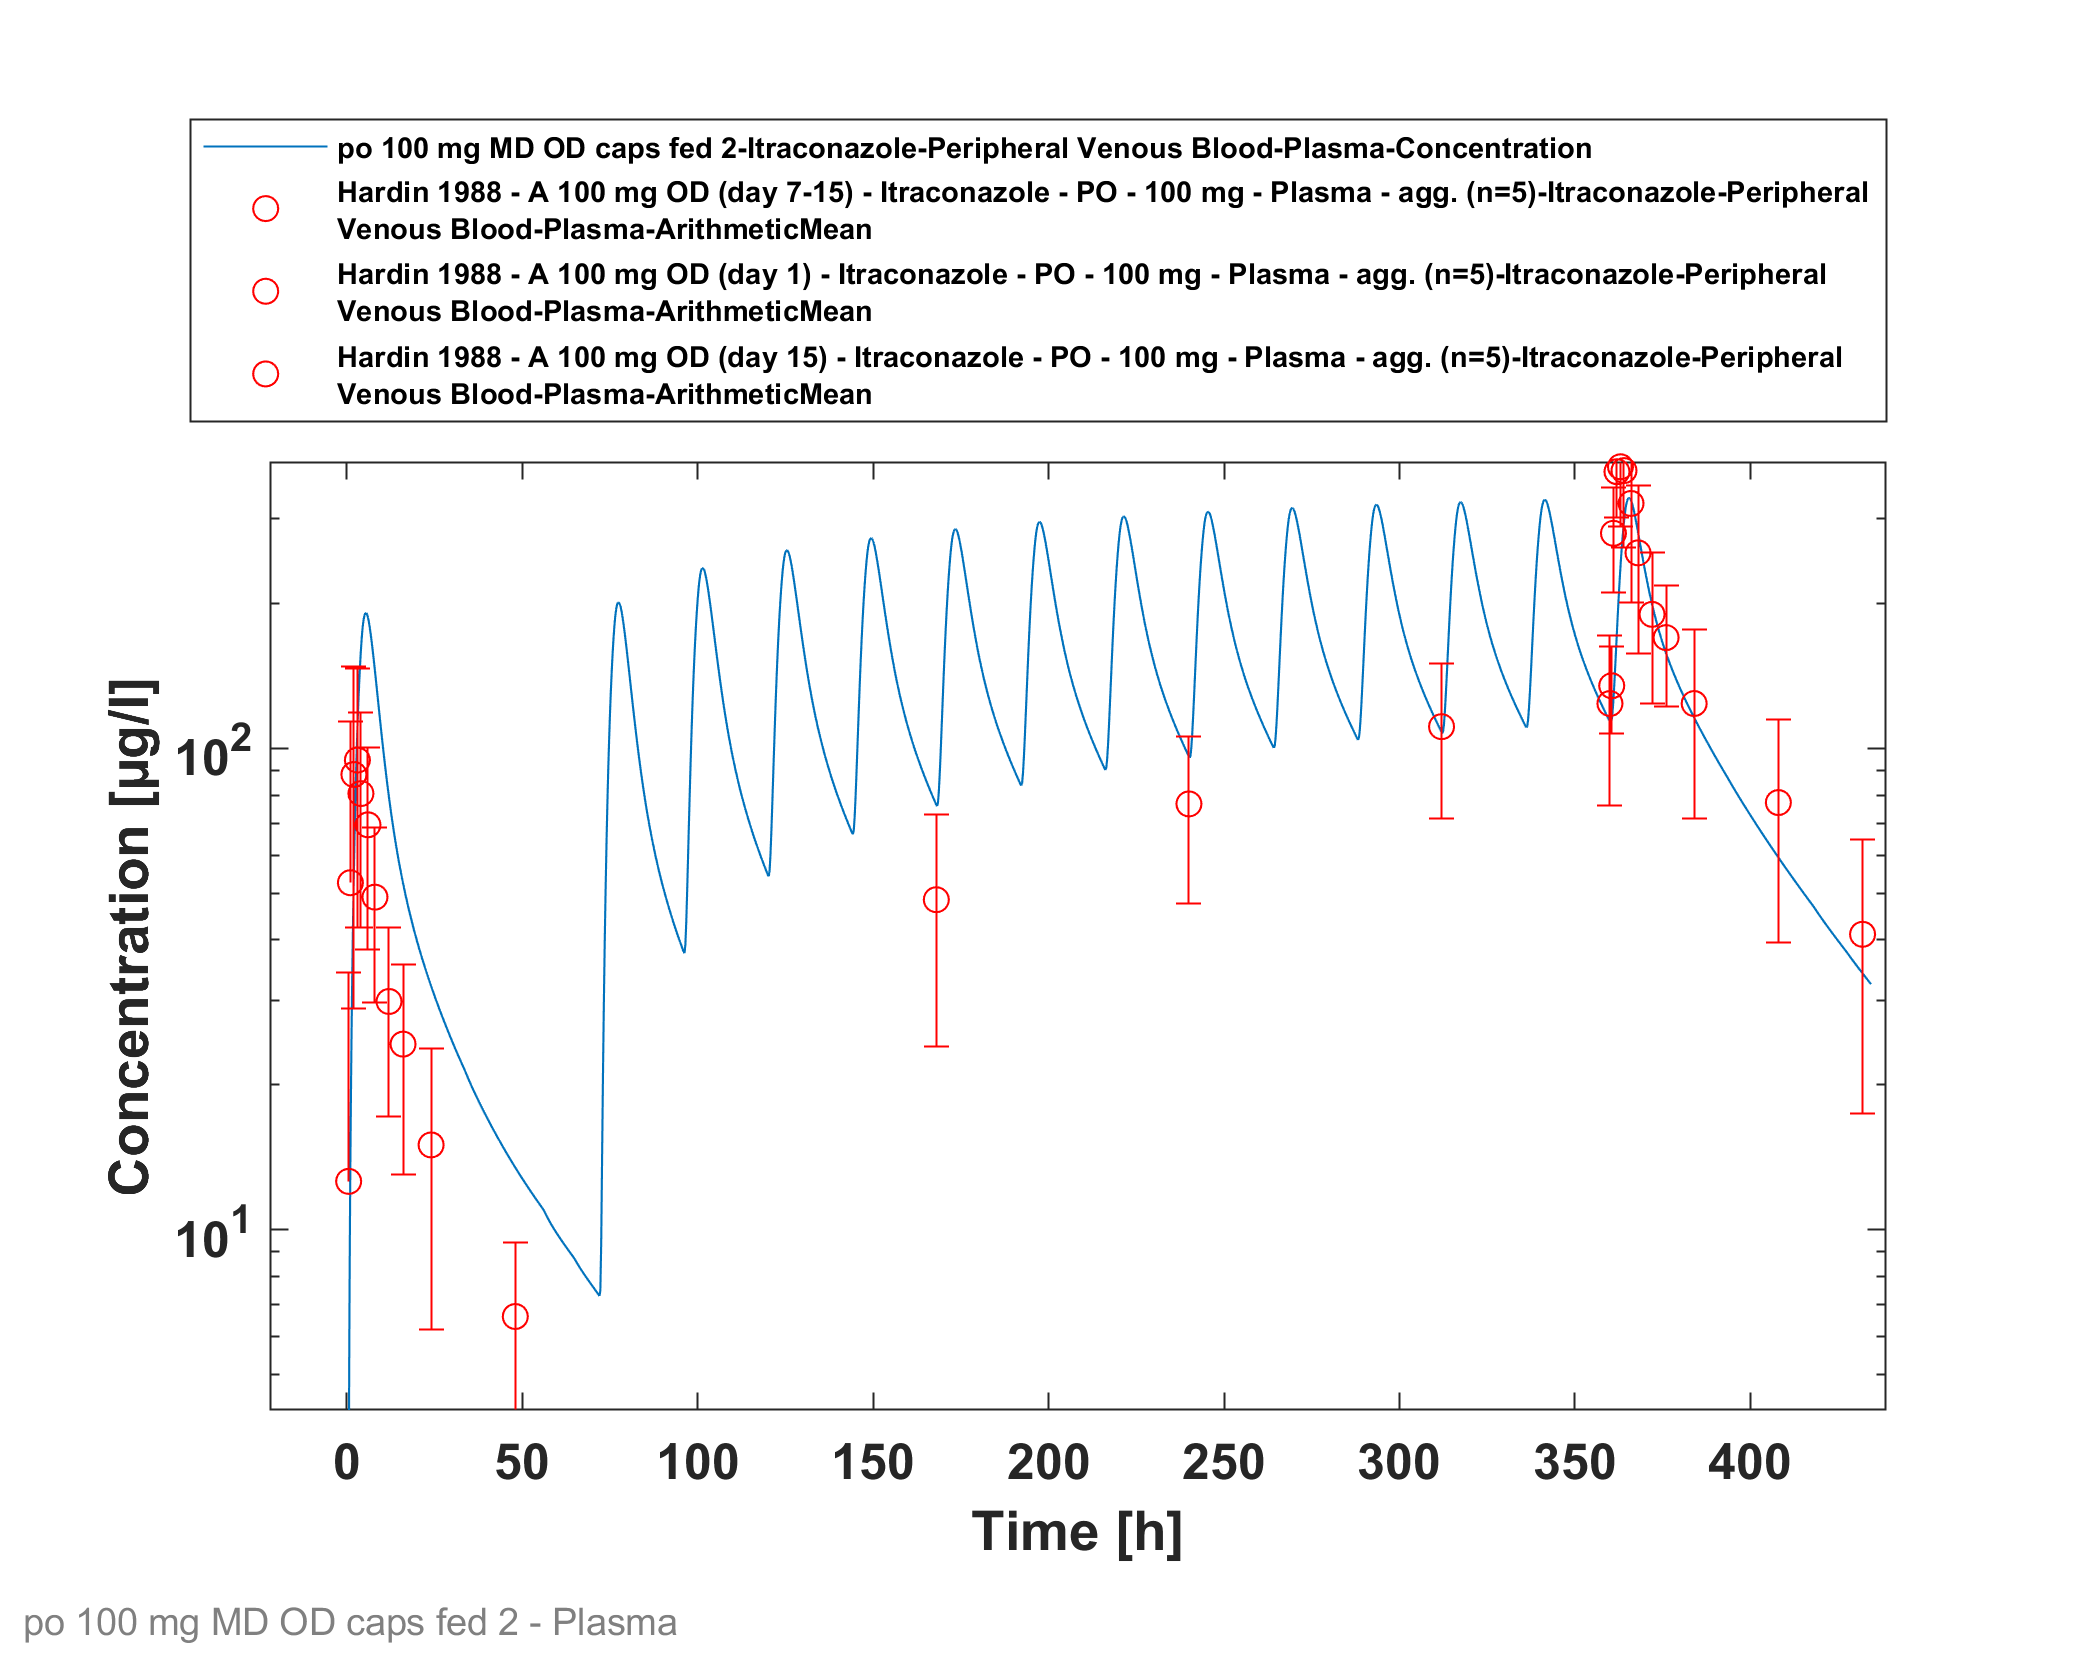 po 100 mg MD OD caps fed 2-Itraconazole-Peripheral Venous Blood-Plasma-Concentration
Hardin 1988 - A 100 mg OD (day 7-15) - Itraconazole - PO - 100 mg - Plasma - agg. (n=5)-Itraconazole-Peripheral
Venous Blood-Plasma-ArithmeticMean
Hardin 1988 - A 100 mg OD (day 1) - Itraconazole - PO - 100 mg - Plasma - agg. (n=5)-Itraconazole-Peripheral
Venous Blood-Plasma-ArithmeticMean
Hardin 1988 - A 100 mg OD (day 15) - Itraconazole - PO - 100 mg - Plasma - agg. (n=5)-Itraconazole-Peripheral
Venous Blood-Plasma-ArithmeticMean
Concentration [µg/l]
10²
10¹
0 50 100 150 200 250 300 350 400
Time [h]
po 100 mg MD OD caps fed 2 - Plasma